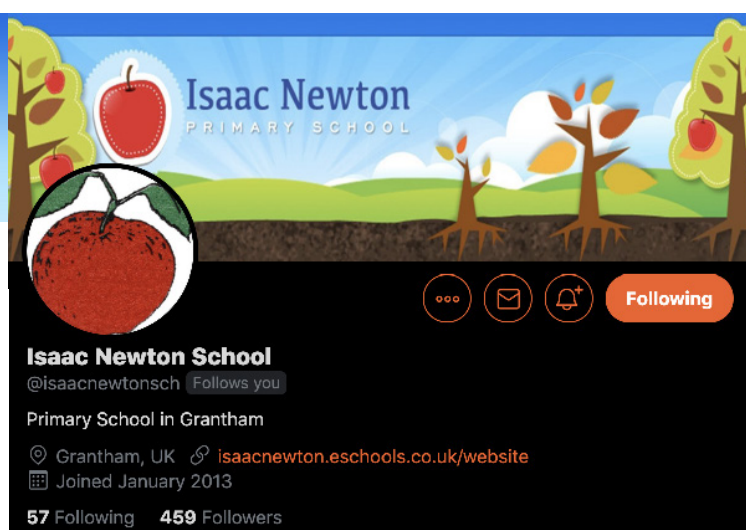 Isaac Newton
PRIMARY SCHOOL
Following
Isaac Newton School
@isaacnewtonsch Follows you
Primary School in Grantham
Grantham, UK isaacnewton.eschools.co.uk/website
Joined January 2013
57 Following 459 Followers